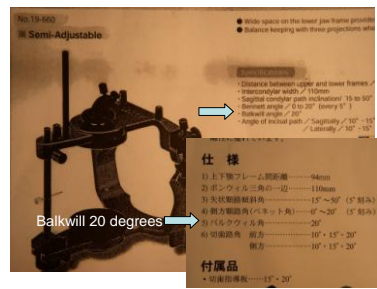 No.19-660
■ Semi-Adjustable
● Wide space on the lower jaw frame provides
● Balance keeping with three projections whe
Specifications
・Distance between upper and lower frames／
・Intercondylar width／110mm
・Sagittal condylar path inclination／15 to 50°
・Bennett angle／0 to 20° (every 5°)
・Balkwill angle／20°
・Angle of incisal path／Sagittally／10°・15°
／Laterally／10°・15°
仕 様
1) 上下顎フレーム間距離……94mm
2) ボンウィル三角の一辺……110mm
3) 矢状顆路傾斜角……15°〜50° (5°刻み)
4) 側方顆路角(ベネット角)…0°〜20° (5°刻み)
Balkwill 20 degrees
5) バルクウィル角……20°
6) 切歯路角 前方……10°・15°・20°
側方……10°・15°・20°
付属品
・切歯指導板……15°・20°